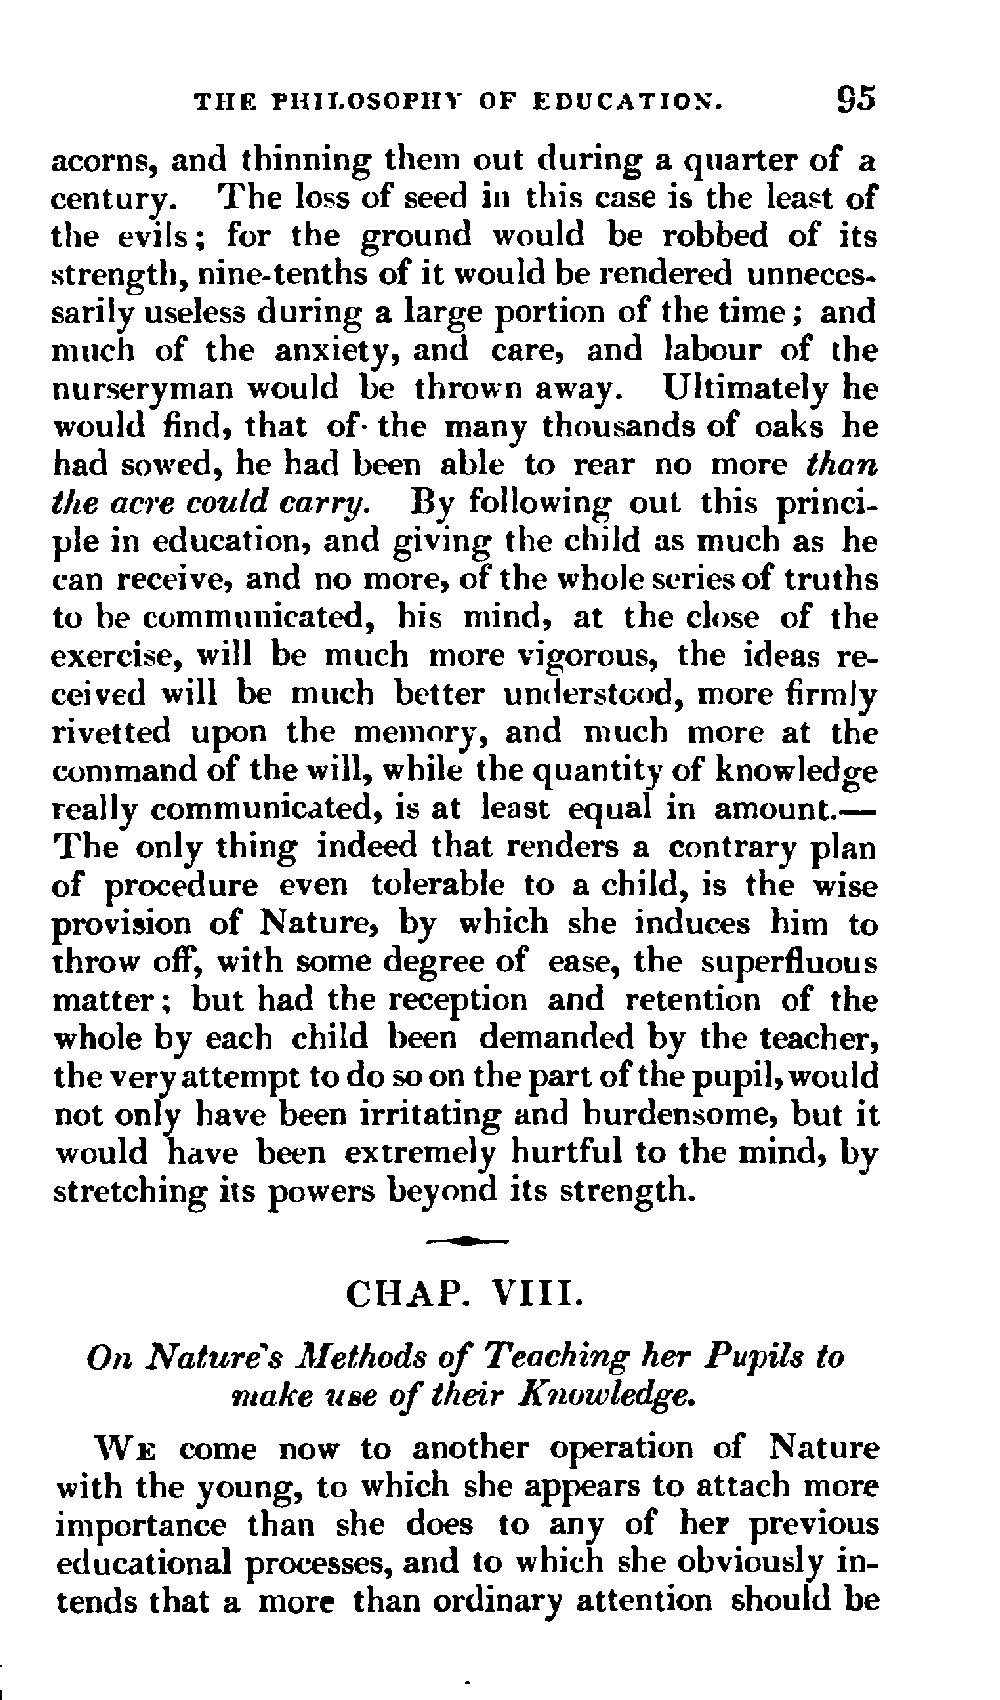 THE PHILOSOPHY OF EDUCATION. 95
acorns, and thinning them out during a quarter of a
century. The loss of seed in this case is the least of
the evils; for the ground would be robbed of its
strength, nine-tenths of it would be rendered unneces-
sarily useless during a large portion of the time; and
much of the anxiety, and care, and labour of the
nurseryman would be thrown away. Ultimately he
would find, that of the many thousands of oaks he
had sowed, he had been able to rear no more than
the acre could carry. By following out this princi-
ple in education, and giving the child as much as he
can receive, and no more, of the whole series of truths
to be communicated, his mind, at the close of the
exercise, will be much more vigorous, the ideas re-
ceived will be much better understood, more firmly
rivetted upon the memory, and much more at the
command of the will, while the quantity of knowledge
really communicated, is at least equal in amount.—
The only thing indeed that renders a contrary plan
of procedure even tolerable to a child, is the wise
provision of Nature, by which she induces him to
throw off, with some degree of ease, the superfluous
matter; but had the reception and retention of the
whole by each child been demanded by the teacher,
the very attempt to do so on the part of the pupil, would
not only have been irritating and burdensome, but it
would have been extremely hurtful to the mind, by
stretching its powers beyond its strength.
CHAP. VIII.
On Nature's Methods of Teaching her Pupils to
make use of their Knowledge.
WE come now to another operation of Nature
with the young, to which she appears to attach more
importance than she does to any of her previous
educational processes, and to which she obviously in-
tends that a more than ordinary attention should be